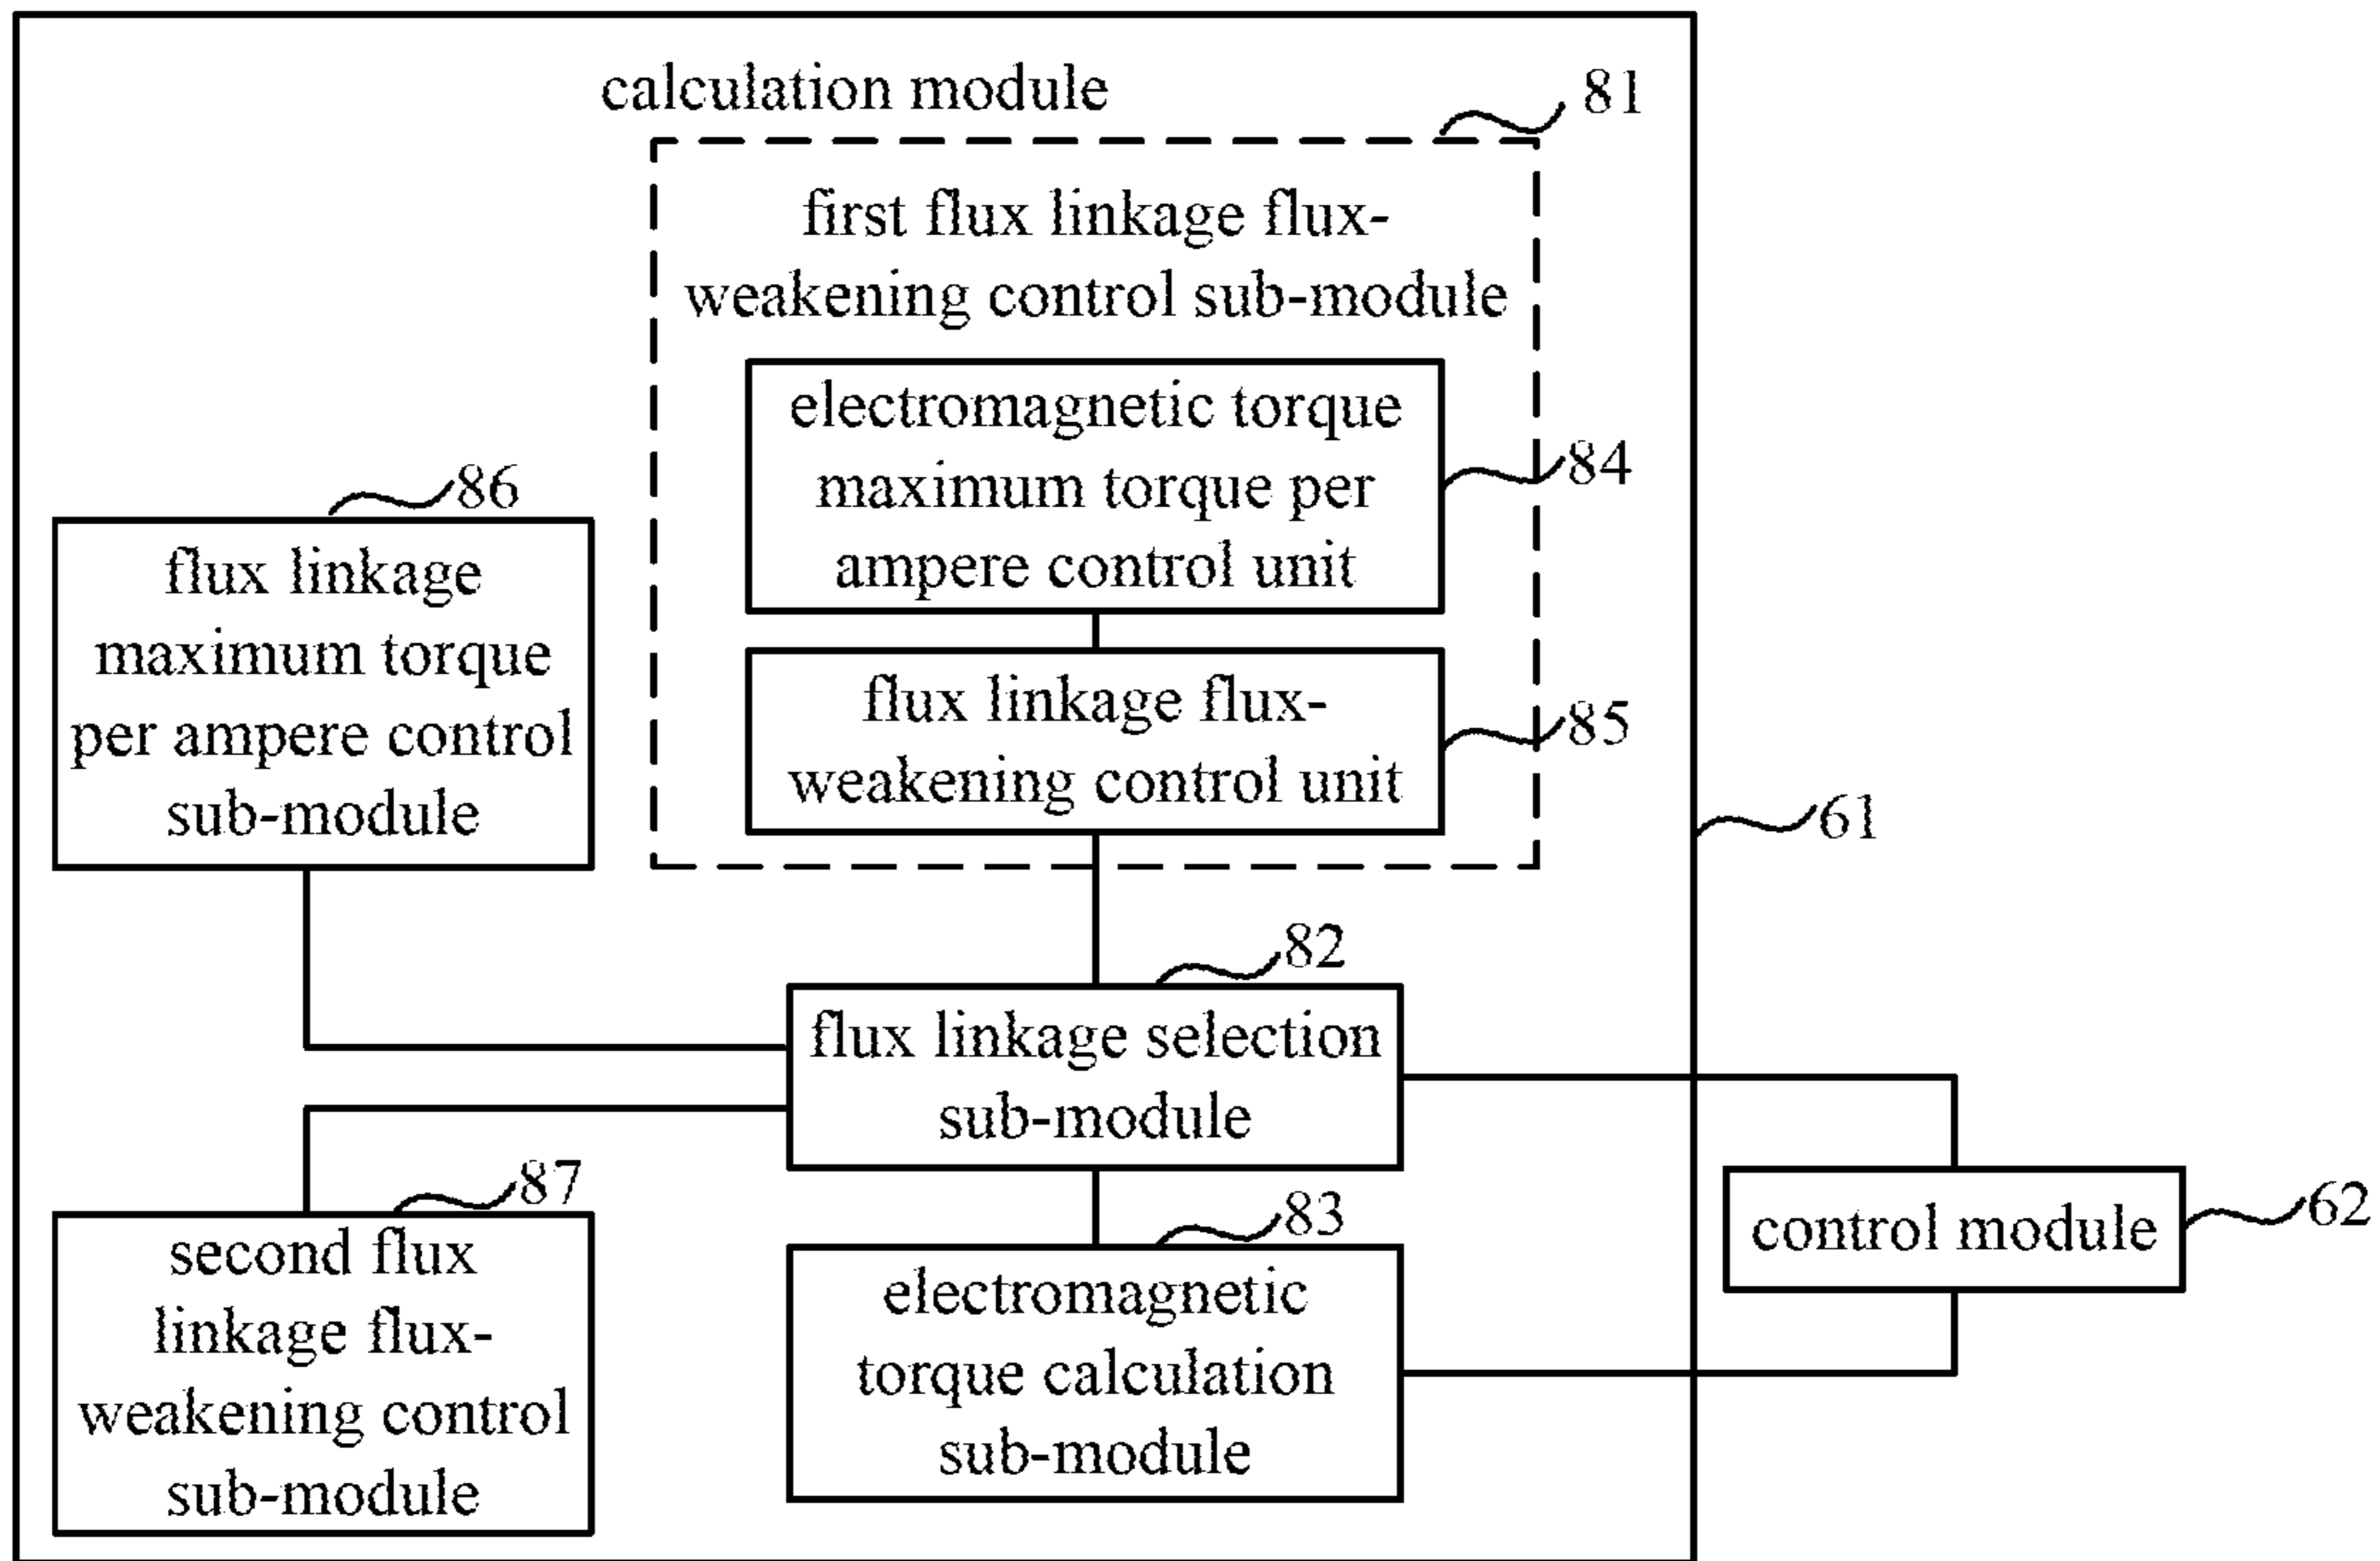 calculation module
81
first flux linkage flux-
weakening control sub-module
electromagnetic torque
maximum torque per
ampere control unit
84
flux linkage flux-
weakening control unit
85
86
flux linkage
maximum torque
per ampere control
sub-module
61
82
flux linkage selection
sub-module
87
second flux
linkage flux-
weakening control
sub-module
83
electromagnetic
torque calculation
sub-module
control module
62